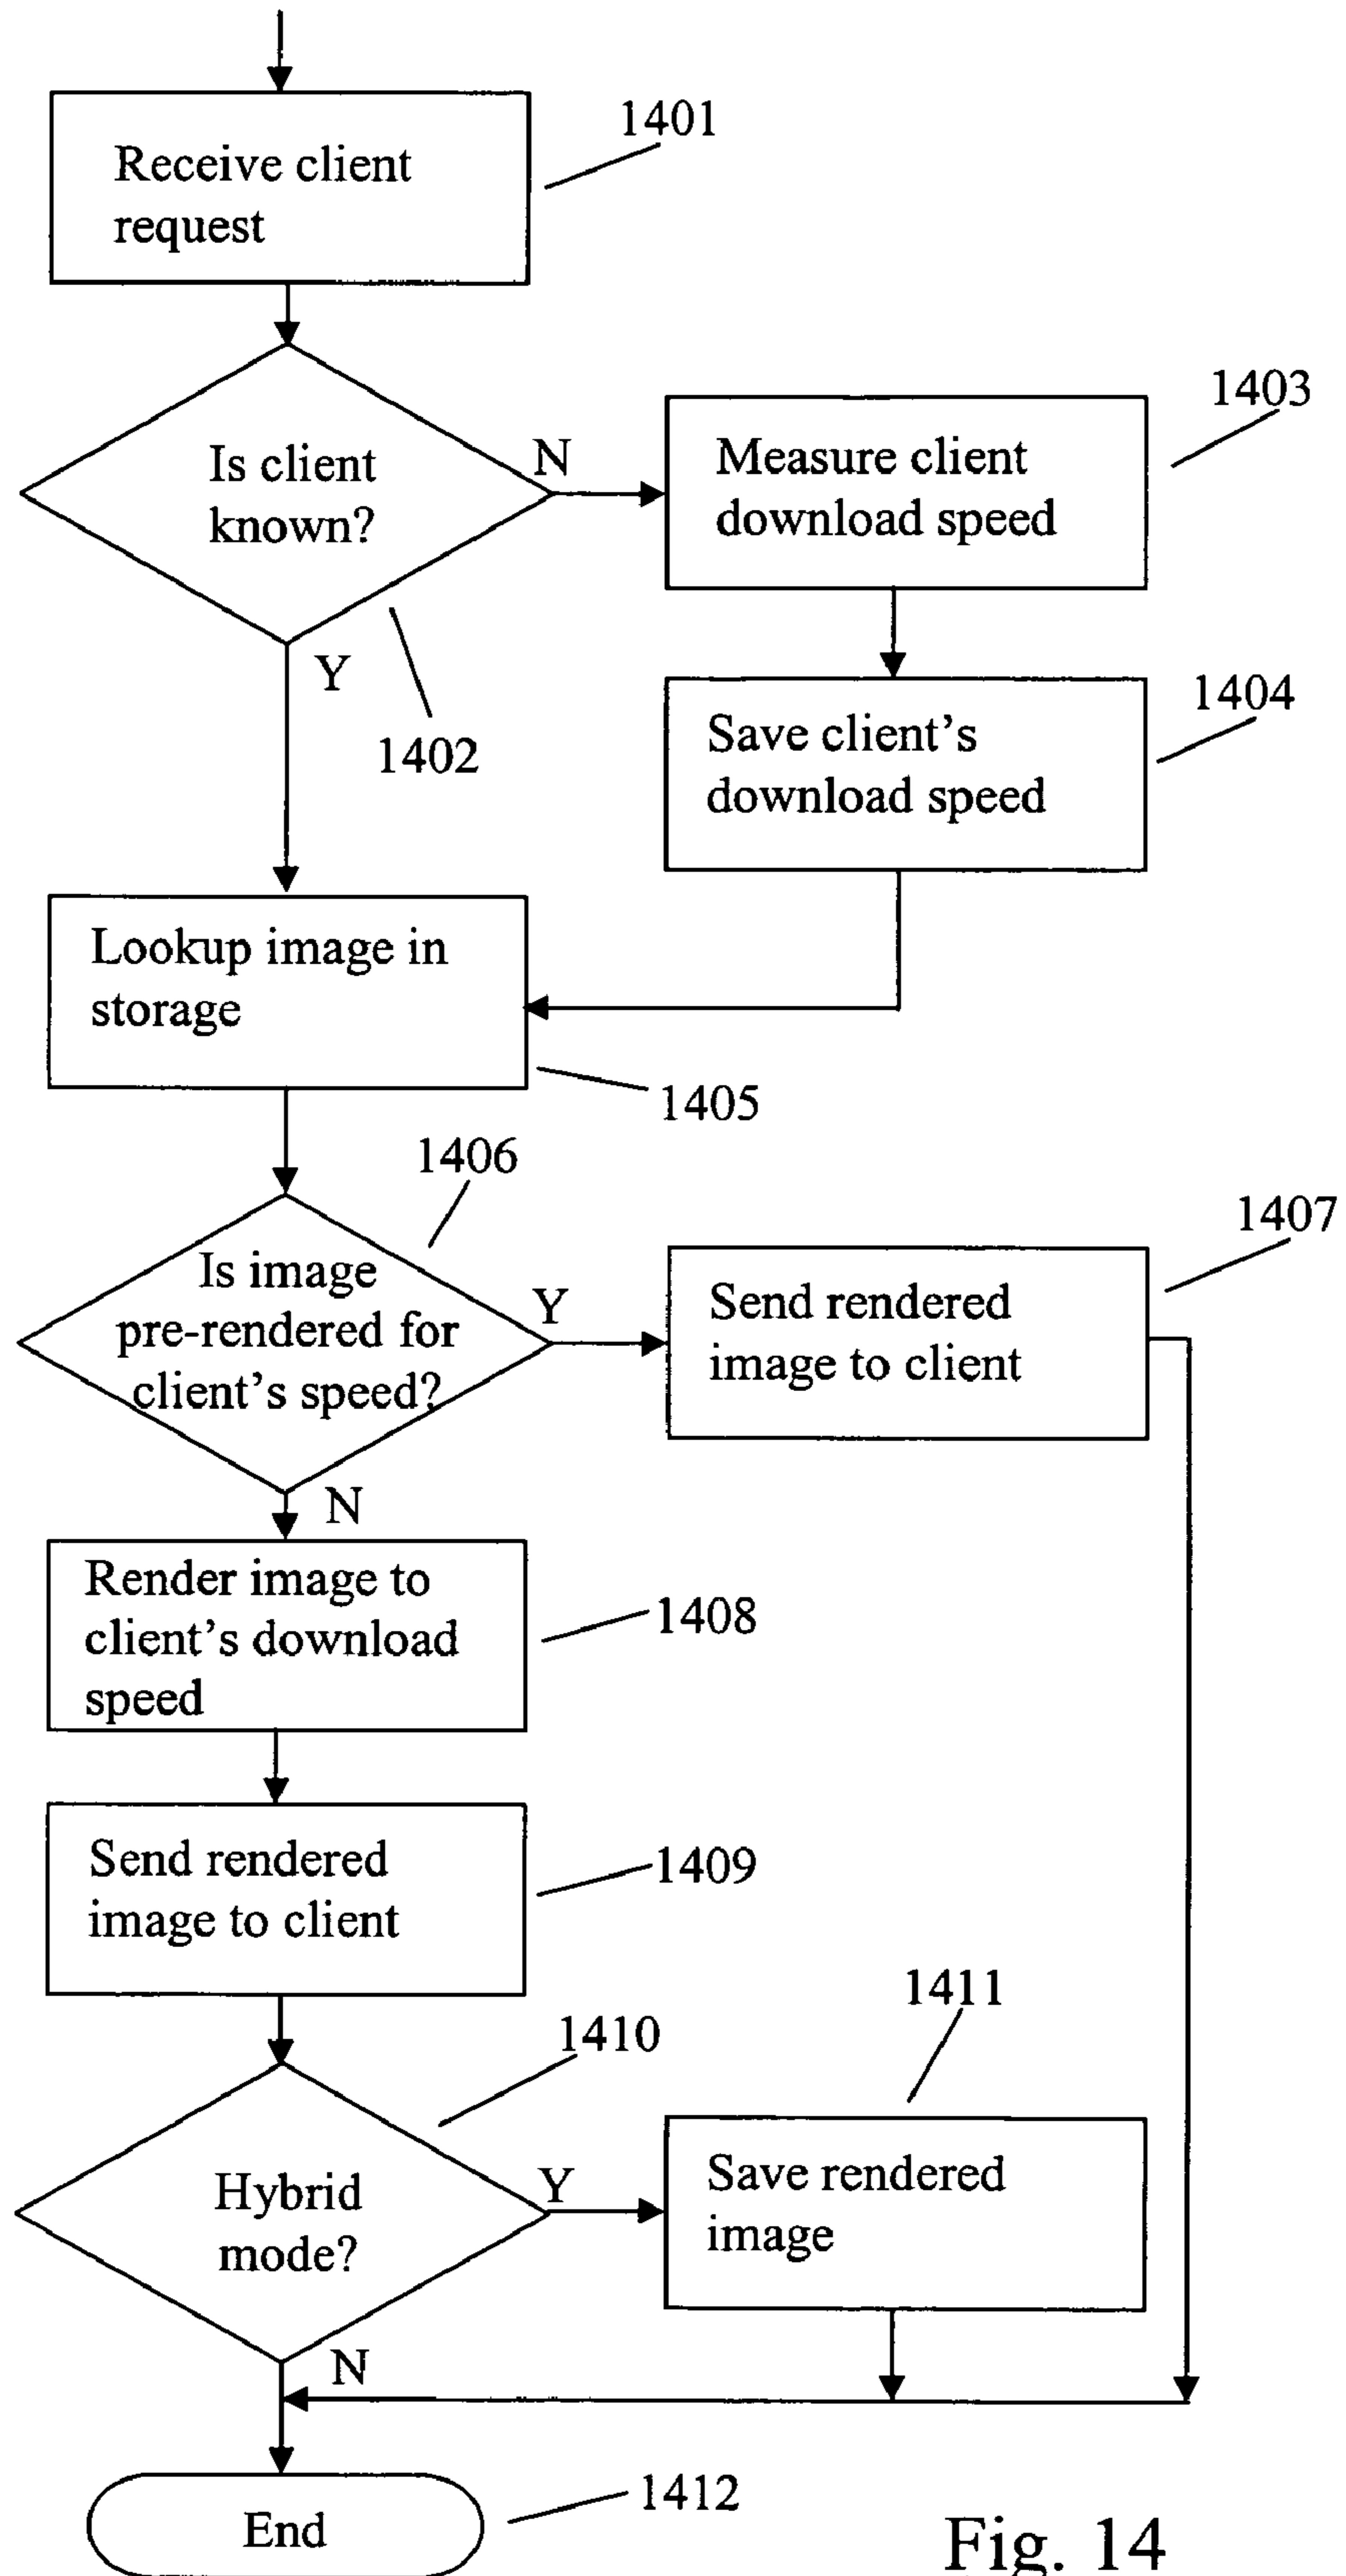 1401
Receive client
request
Is client
known?
N
Y
1402
1403
Measure client
download speed
1404
Save client's
download speed
Lookup image in
storage
1405
1406
Is image
pre-rendered for
client's speed?
Y
N
1407
Send rendered
image to client
Render image to
client's download
speed
1408
Send rendered
image to client
1409
1410
Hybrid
mode?
Y
N
1411
Save rendered
image
End
1412
Fig. 14